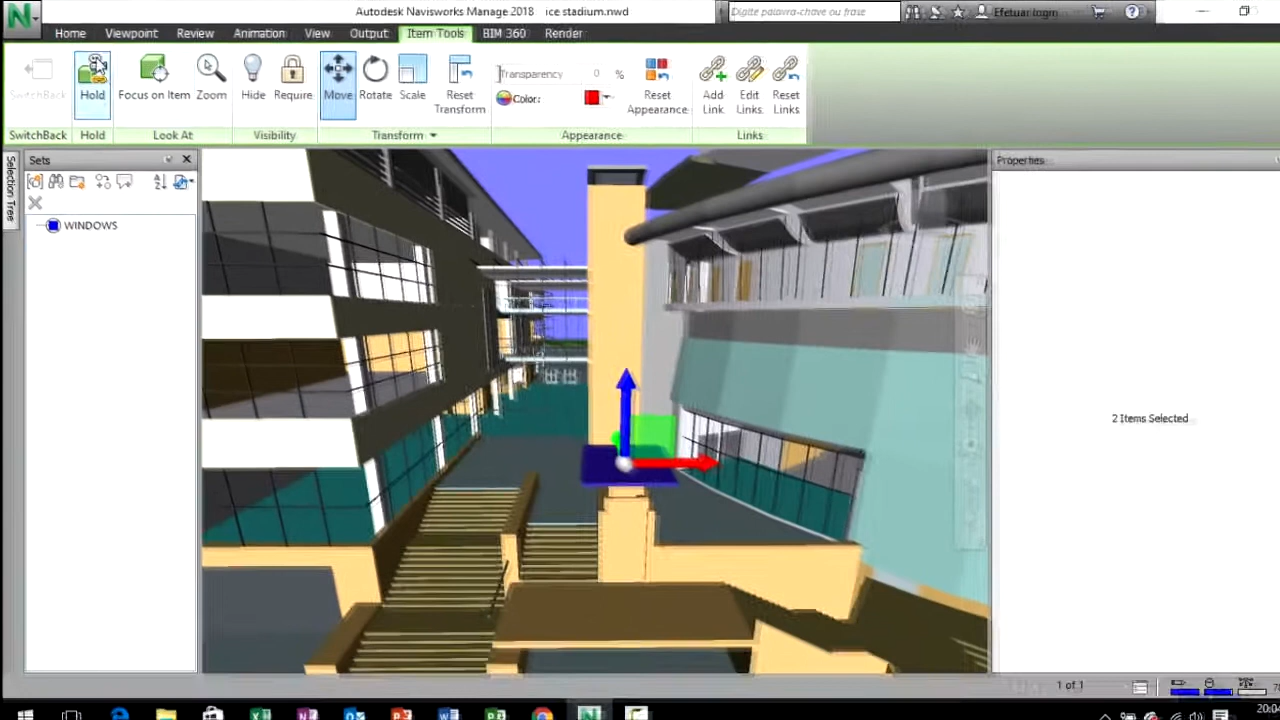 Autodesk Navisworks Manage 2018 ice stadium.nwd
Digite palavra-chave ou frase
Efetuar login
Home Viewpoint Review Animation View Output Item Tools BIM 360 Render
SwitchBack
Hold
Focus on Item
Zoom
Hide
Require
Move
Rotate
Scale
Reset
Transform
Transparency 0 %
Color:
Reset
Appearance
Add
Link
Edit
Links
Reset
Links
SwitchBack Hold Look At Visibility Transform Appearance Links
Selection Tree
Sets
WINDOWS
Properties
2 Items Selected
1 of 1
20:04